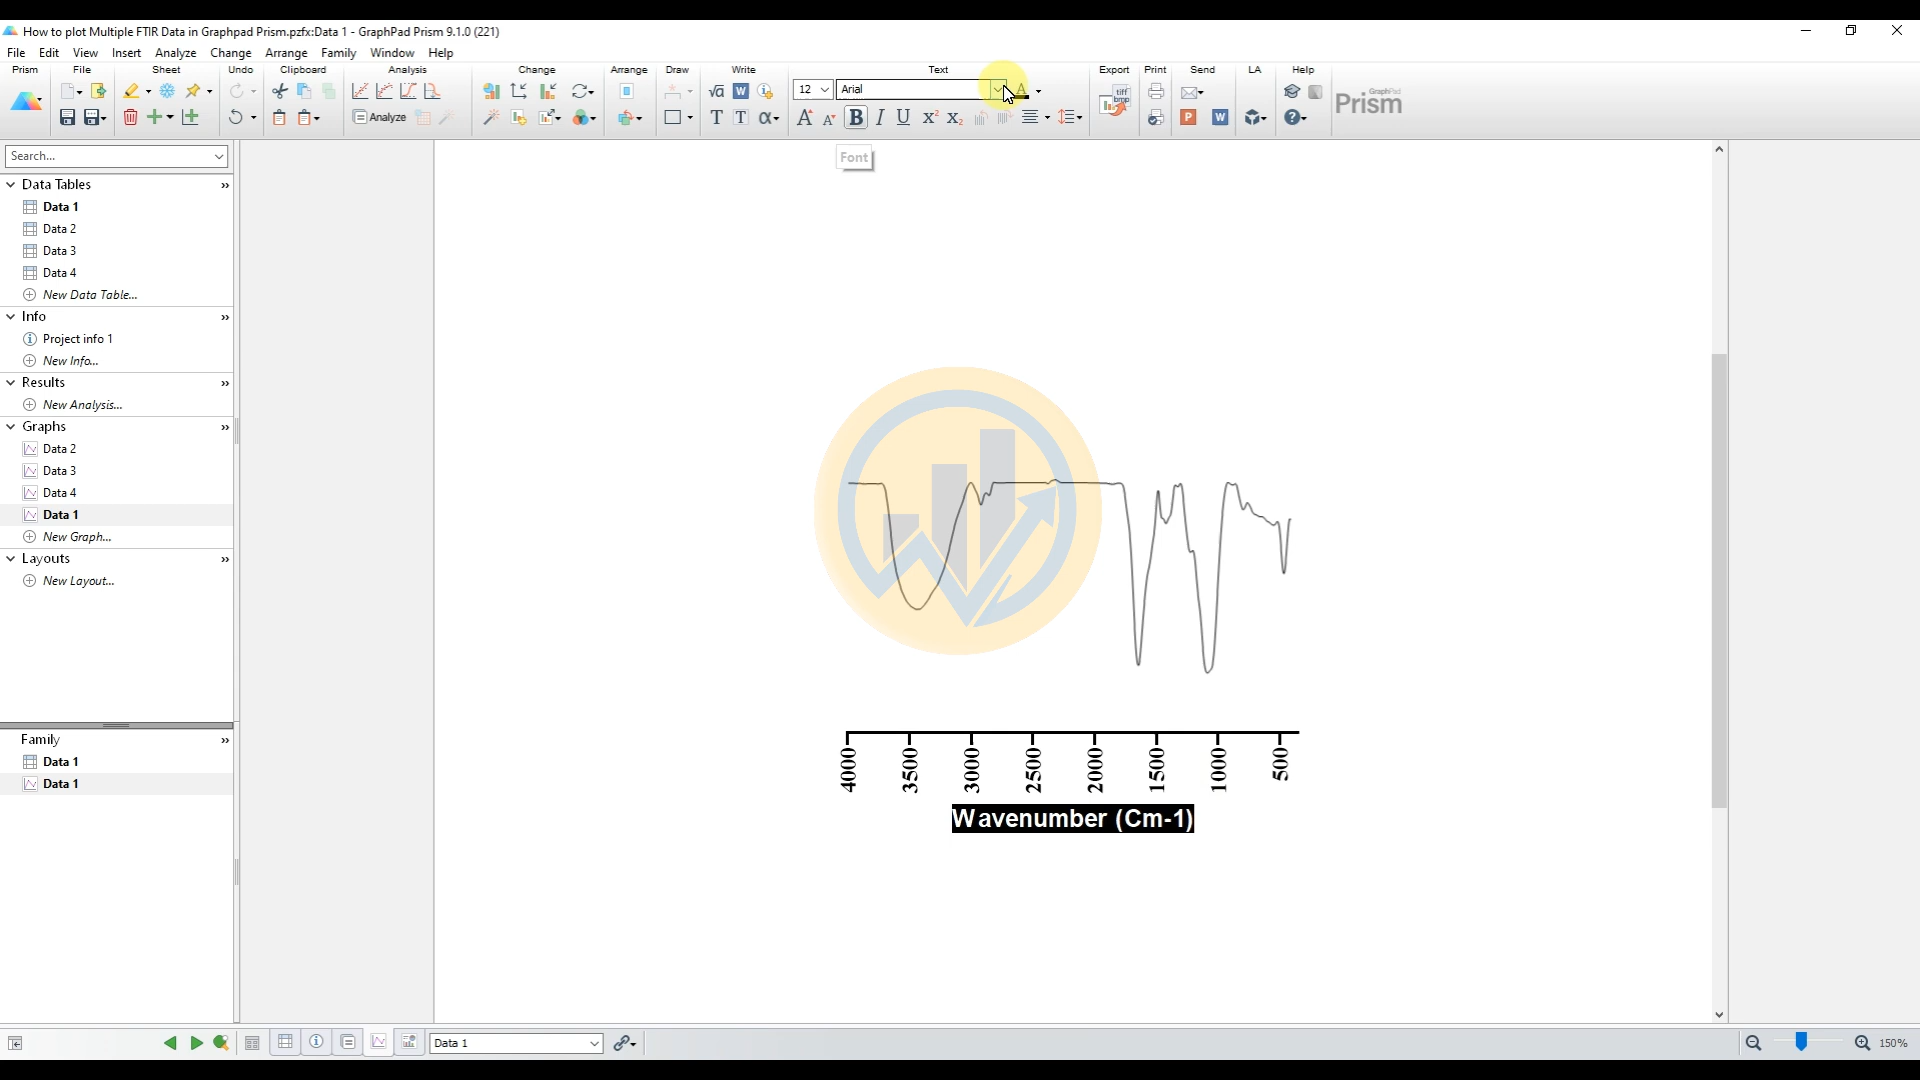 How to plot Multiple FTIR Data in Graphpad Prism.pzfx:Data 1 - GraphPad Prism 9.1.0 (221)
File Edit View Insert Analyze Change Arrange Family Window Help
Prism File Sheet Undo Clipboard Analysis Change Arrange Draw Write Text Export Print Send LA Help
12 Arial
tiff
bmp
GraphPad
Prism
Analyze
Font
Search...
Data Tables
Data 1
Data 2
Data 3
Data 4
New Data Table...
Info
Project info 1
New Info...
Results
New Analysis...
Graphs
Data 2
Data 3
Data 4
Data 1
New Graph...
Layouts
New Layout...
Family
Data 1
Data 1
4000 3500 3000 2500 2000 1500 1000 500
Wavenumber (Cm-1)
Data 1
150%